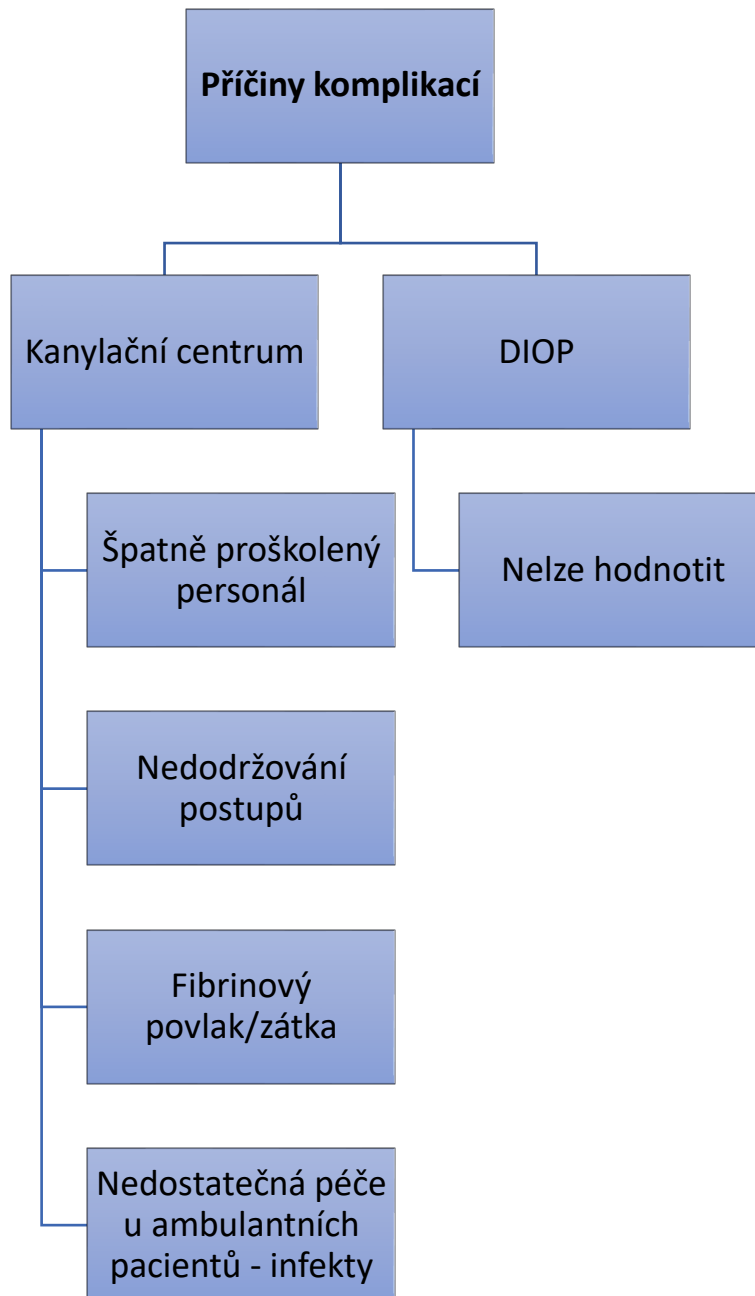 Příčiny komplikací
Kanylační centrum
DIOP
Špatně proškolený
personál
Nelze hodnotit
Nedodržování
postupů
Fibrinový
povlak/zátka
Nedostatečná péče
u ambulantních
pacientů - infekty